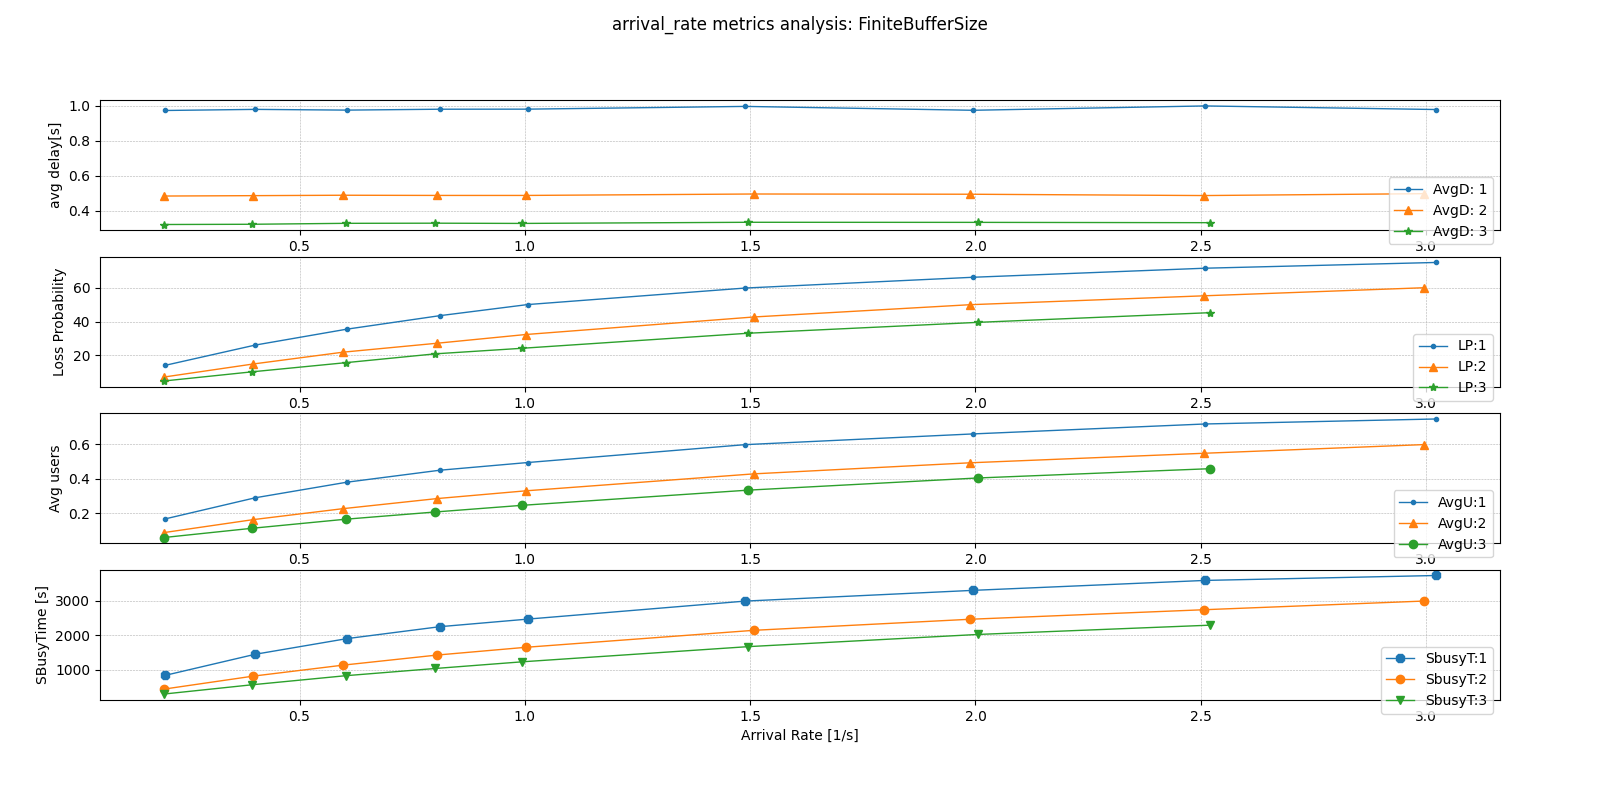 arrival_rate metrics analysis: FiniteBufferSize
avg delay[s]
1.0
0.8
0.6
0.4
AvgD: 1
AvgD: 2
AvgD: 3
0.5 1.0 1.5 2.0 2.5 3.0
Loss Probability
60
40
20
LP:1
LP:2
LP:3
0.5 1.0 1.5 2.0 2.5 3.0
Avg users
0.6
0.4
0.2
AvgU:1
AvgU:2
AvgU:3
0.5 1.0 1.5 2.0 2.5 3.0
SBusyTime [s]
3000
2000
1000
SbusyT:1
SbusyT:2
SbusyT:3
0.5 1.0 1.5 2.0 2.5 3.0
Arrival Rate [1/s]